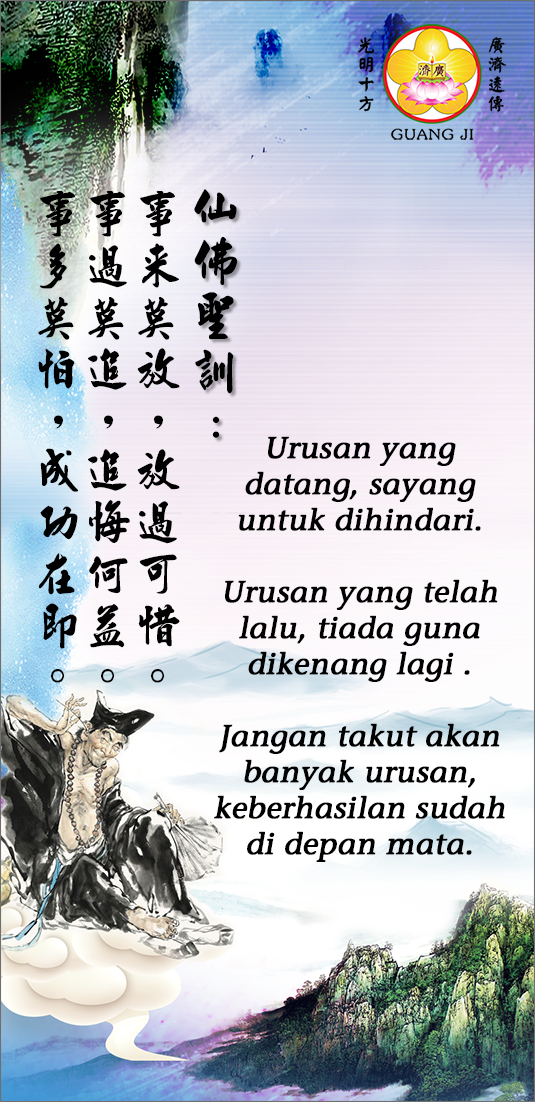 光明十方
廣濟
廣濟遠傳
GUANG JI
仙佛聖訓：
事来莫放，放過可惜。
事過莫追，追悔何益。
事多莫怕，成功在即。
Urusan yang
datang, sayang
untuk dihindari.
Urusan yang telah
lalu, tiada guna
dikenang lagi .
Jangan takut akan
banyak urusan,
keberhasilan sudah
di depan mata.